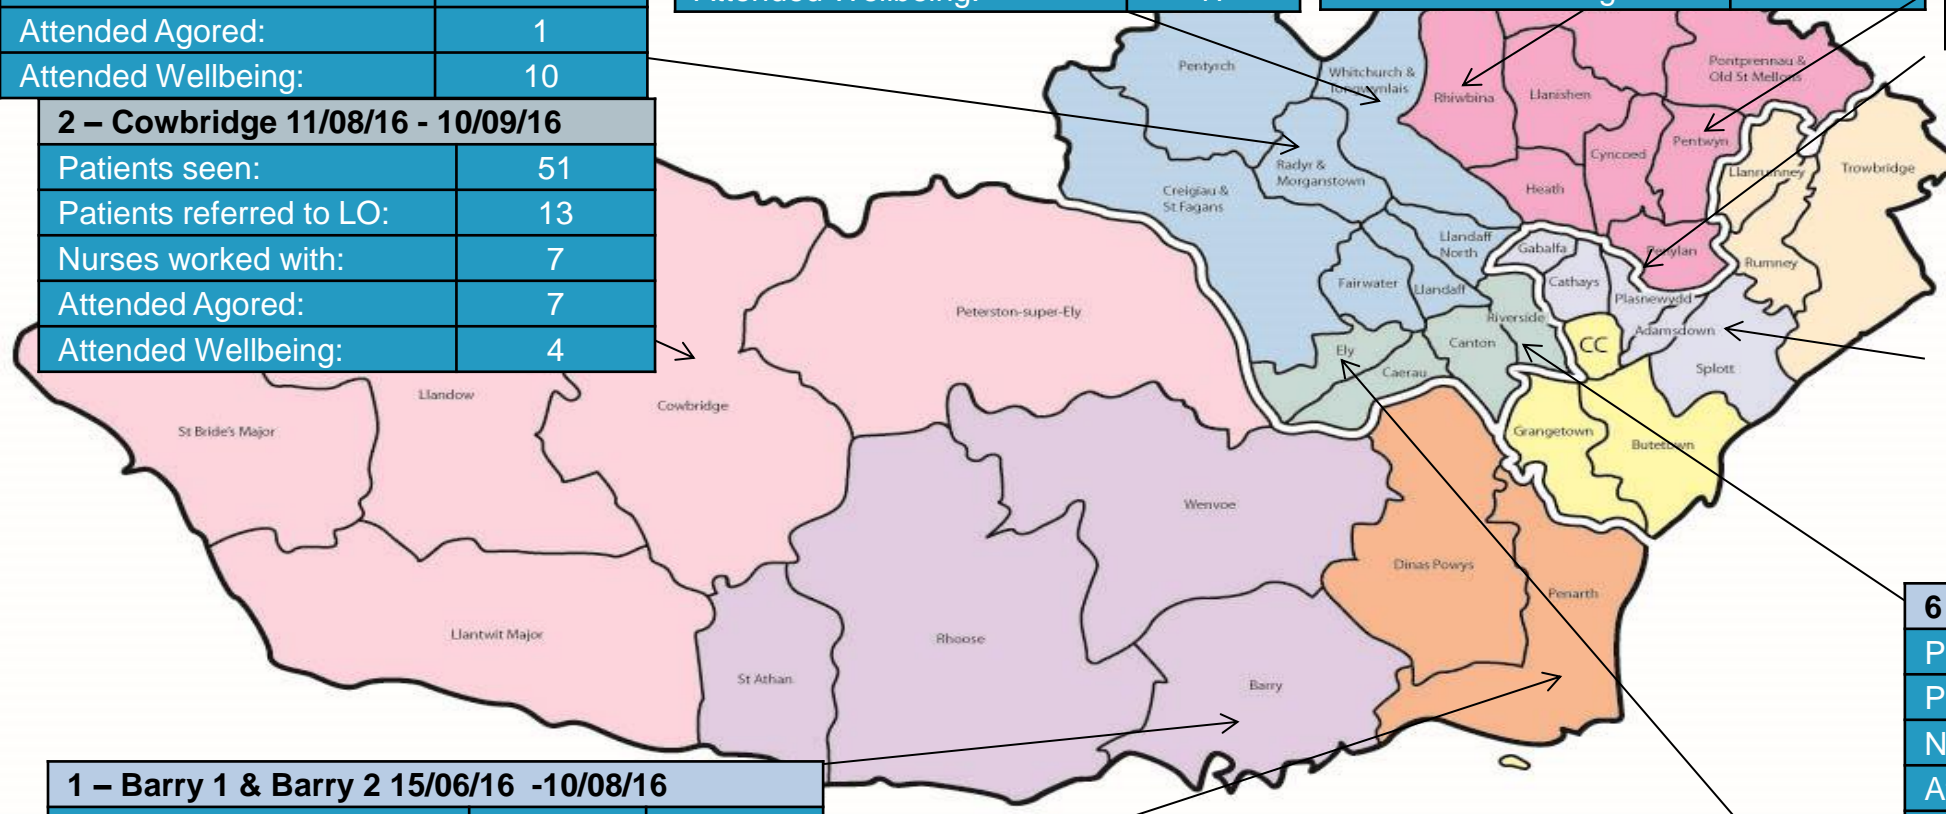 Attended Agored: 1
Attended Wellbeing: 10
2 – Cowbridge 11/08/16 - 10/09/16
Patients seen: 51
Patients referred to LO: 13
Nurses worked with: 7
Attended Agored: 7
Attended Wellbeing: 4
1 – Barry 1 & Barry 2 15/06/16 -10/08/16
6
P
P
N
A
Pentyrch
Whitchurch &
Tongwynlais
Rhiwbina
Llanishen
Pontprennau &
Old St Mellons
Radyr &
Morganstown
Creigiau &
St Fagans
Cyncoed
Pentwyn
Heath
Llanrumney
Trowbridge
Llandaff
North
Gabalfa
Penylan
Rumney
Fairwater
Llandaff
Cathays
Plasnewydd
Riverside
Adamsdown
Ely
Canton
CC
Caerau
Splott
Peterston-super-Ely
Llandow
Cowbridge
St Bride's Major
Grangetown
Butetown
Wenvoe
Dinas Powys
Penarth
Llantwit Major
Rhoose
St Athan
Barry